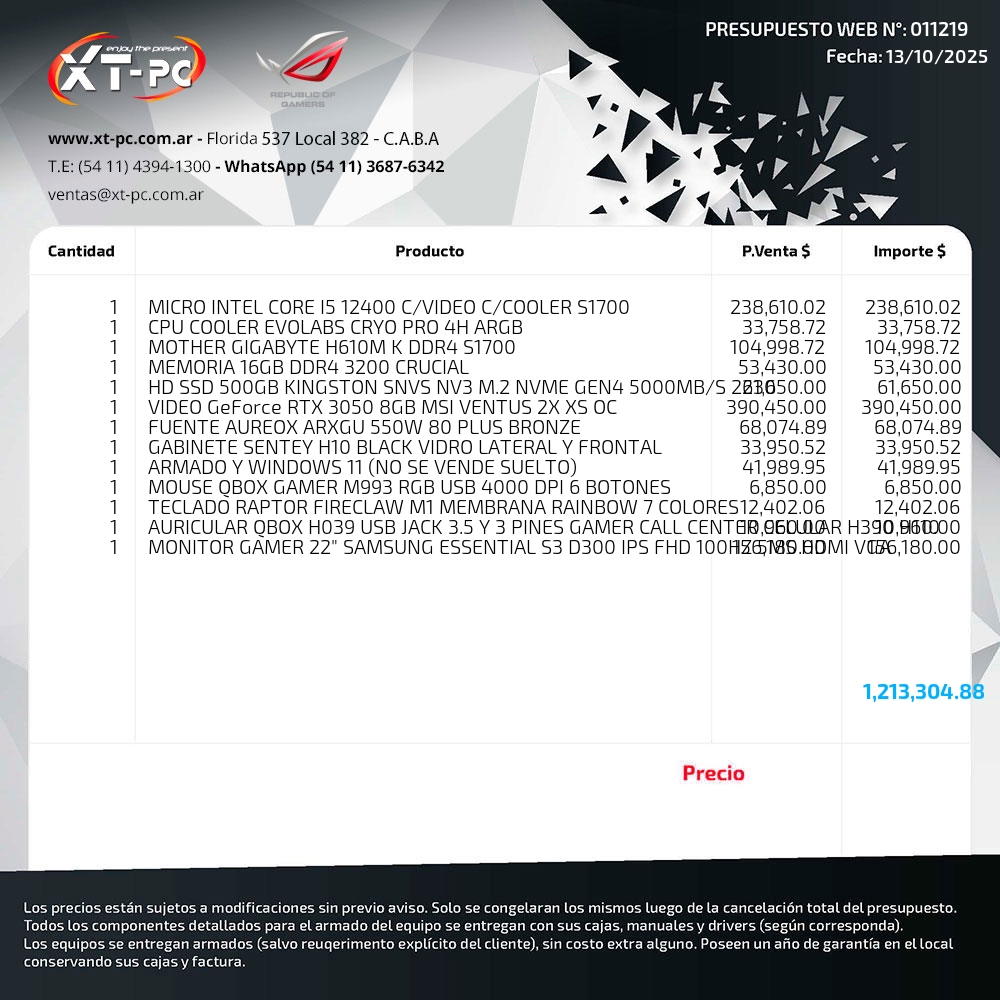 PRESUPUESTO WEB N°: 011219
Fecha: 13/10/2025
enjoy the present
XT-PC
REPUBLIC OF
GAMERS
www.xt-pc.com.ar - Florida 537 Local 382 - C.A.B.A
T.E: (54 11) 4394-1300 - WhatsApp (54 11) 3687-6342
ventas@xt-pc.com.ar
Cantidad Producto P.Venta $ Importe $
1 MICRO INTEL CORE I5 12400 C/VIDEO C/COOLER S1700 238,610.02 238,610.02
1 CPU COOLER EVOLABS CRYO PRO 4H ARGB 33,758.72 33,758.72
1 MOTHER GIGABYTE H610M K DDR4 S1700 104,998.72 104,998.72
1 MEMORIA 16GB DDR4 3200 CRUCIAL 53,430.00 53,430.00
1 HD SSD 500GB KINGSTON SNVS NV3 M.2 NVME GEN4 5000MB/S 2230 61,650.00 61,650.00
1 VIDEO GeForce RTX 3050 8GB MSI VENTUS 2X XS OC 390,450.00 390,450.00
1 FUENTE AUREOX ARXGU 550W 80 PLUS BRONZE 68,074.89 68,074.89
1 GABINETE SENTEY H10 BLACK VIDRO LATERAL Y FRONTAL 33,950.52 33,950.52
1 ARMADO Y WINDOWS 11 (NO SE VENDE SUELTO) 41,989.95 41,989.95
1 MOUSE QBOX GAMER M993 RGB USB 4000 DPI 6 BOTONES 6,850.00 6,850.00
1 TECLADO RAPTOR FIRECLAW M1 MEMBRANA RAINBOW 7 COLORES 12,402.06 12,402.06
1 AURICULAR QBOX H039 USB JACK 3.5 Y 3 PINES GAMER CALL CENTER CELULAR 10,960.00 10,960.00
1 MONITOR GAMER 22" SAMSUNG ESSENTIAL S3 D300 IPS FHD 100HZ 5MS HDMI VGA 156,180.00 156,180.00
1,213,304.88
Precio
Los precios están sujetos a modificaciones sin previo aviso. Solo se congelaran los mismos luego de la cancelación total del presupuesto.
Todos los componentes detallados para el armado del equipo se entregan con sus cajas, manuales y drivers (según corresponda).
Los equipos se entregan armados (salvo reuqerimento explícito del cliente), sin costo extra alguno. Poseen un año de garantía en el local
conservando sus cajas y factura.